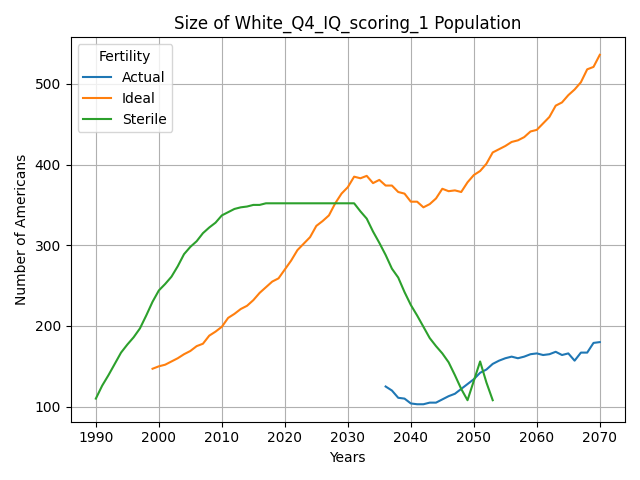 Size of White_Q4_IQ_scoring_1 Population
Fertility
Actual
Ideal
Sterile
Number of Americans
500
400
300
200
100
1990 2000 2010 2020 2030 2040 2050 2060 2070
Years